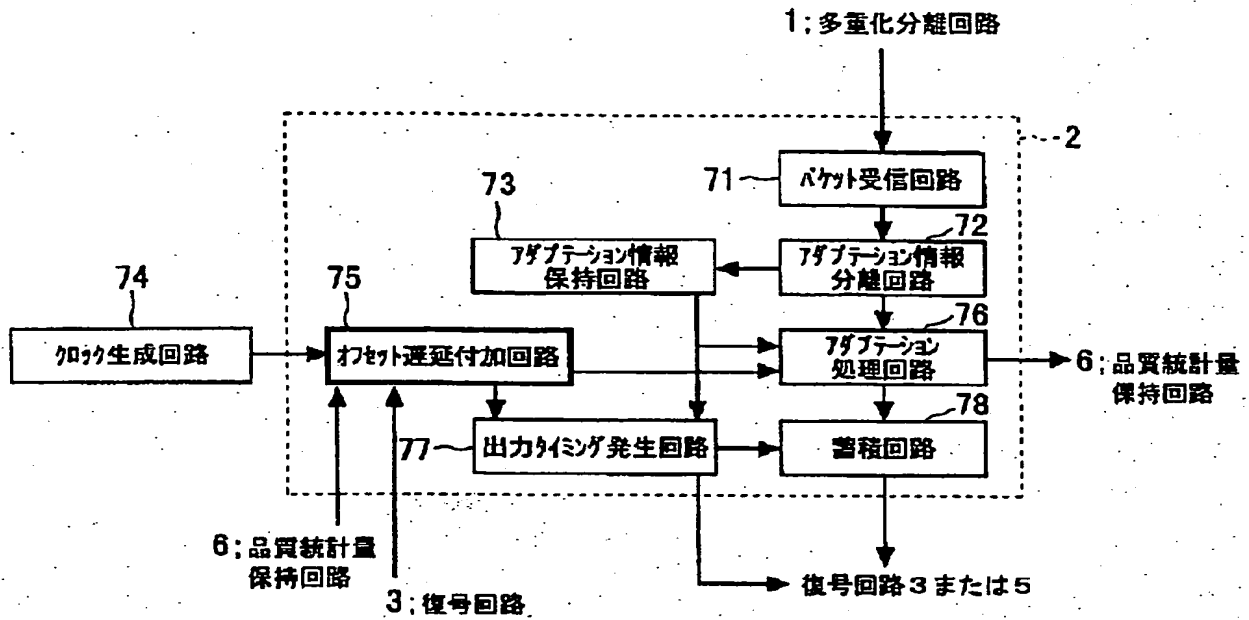 1;多重化分離回路
2
71
パケット受信回路
73
72
アダプテーション情報
保持回路
アダプテーション情報
分離回路
74
75
76
クロック生成回路
オフセット遅延付加回路
アダプテーション
処理回路
6;品質統計量
保持回路
78
77
出力タイミング発生回路
蓄積回路
6;品質統計量
保持回路
3;復号回路
復号回路3または5